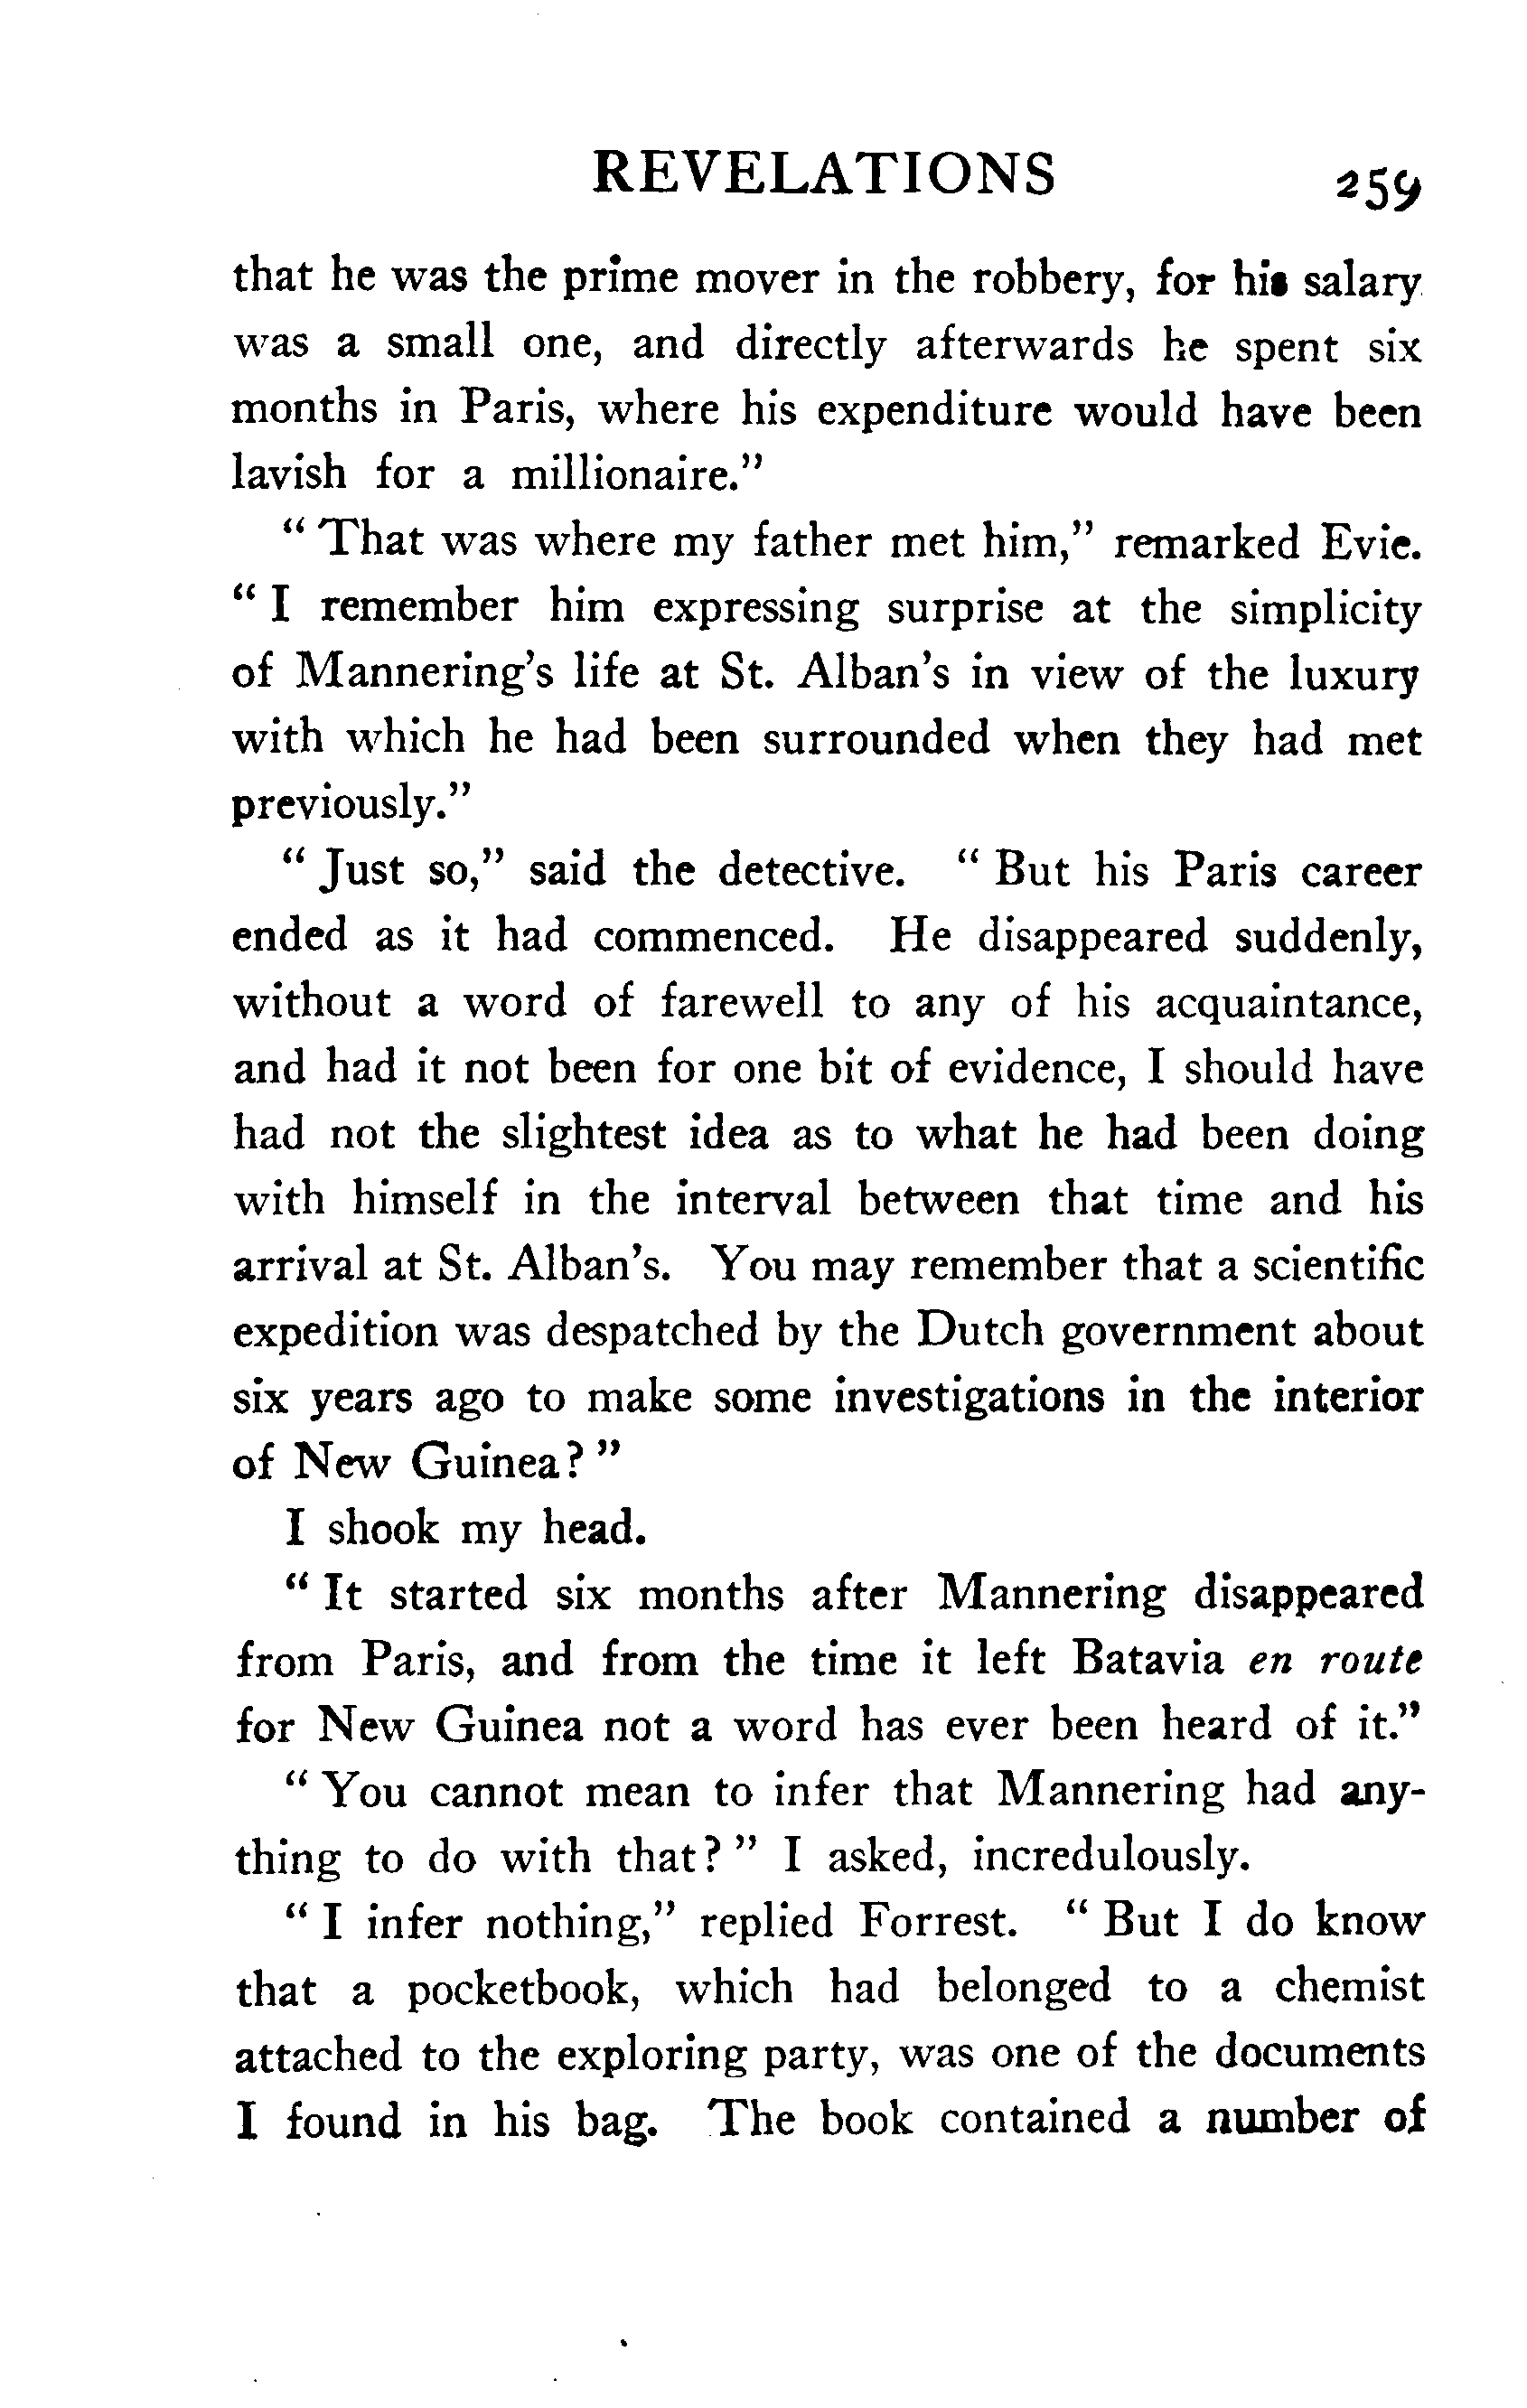 REVELATIONS 259
that he was the prime mover in the robbery, for his salary
was a small one, and directly afterwards he spent six
months in Paris, where his expenditure would have been
lavish for a millionaire."
" That was where my father met him," remarked Evie.
" I remember him expressing surprise at the simplicity
of Mannering's life at St. Alban's in view of the luxury
with which he had been surrounded when they had met
previously."
" Just so," said the detective. " But his Paris career
ended as it had commenced. He disappeared suddenly,
without a word of farewell to any of his acquaintance,
and had it not been for one bit of evidence, I should have
had not the slightest idea as to what he had been doing
with himself in the interval between that time and his
arrival at St. Alban's. You may remember that a scientific
expedition was despatched by the Dutch government about
six years ago to make some investigations in the interior
of New Guinea? "
I shook my head.
" It started six months after Mannering disappeared
from Paris, and from the time it left Batavia en route
for New Guinea not a word has ever been heard of it."
" You cannot mean to infer that Mannering had any-
thing to do with that? " I asked, incredulously.
" I infer nothing," replied Forrest. " But I do know
that a pocketbook, which had belonged to a chemist
attached to the exploring party, was one of the documents
I found in his bag. The book contained a number of